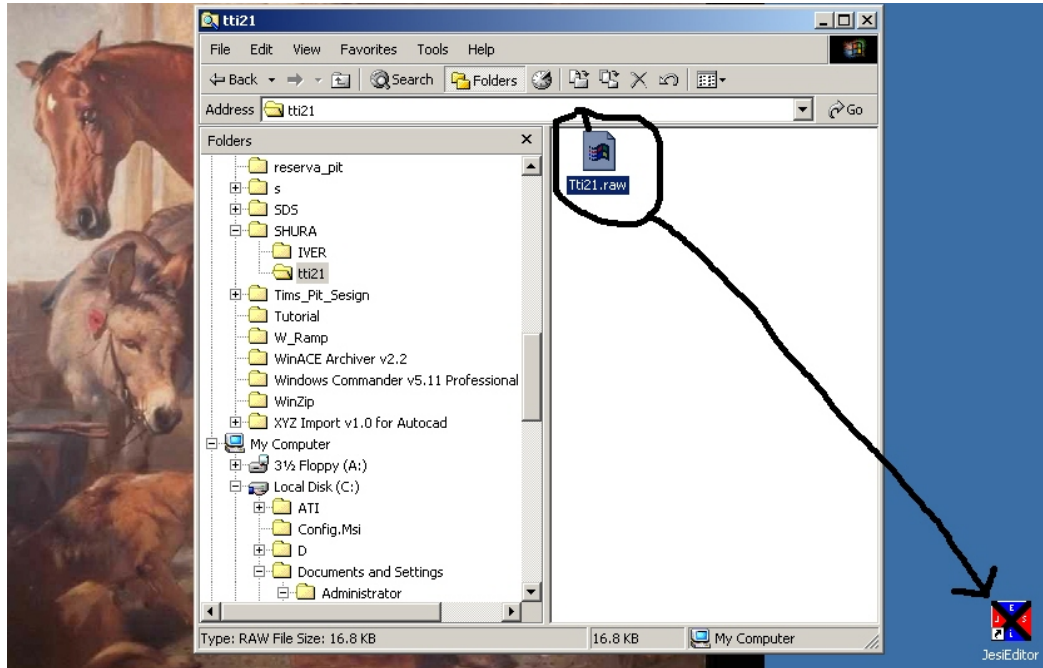 tti21
File Edit View Favorites Tools Help
Back Search Folders
Address tti21 Go
Folders
Tti21.raw
reserva_pit
s
SDS
SHURA
IVER
tti21
Tims_Pit_Sesign
Tutorial
W_Ramp
WinACE Archiver v2.2
Windows Commander v5.11 Professional
WinZip
XYZ Import v1.0 for Autocad
My Computer
3½ Floppy (A:)
Local Disk (C:)
ATI
Config.Msi
D
Documents and Settings
Administrator
Type: RAW File Size: 16.8 KB 16.8 KB My Computer
E
J S
i
JesiEditor